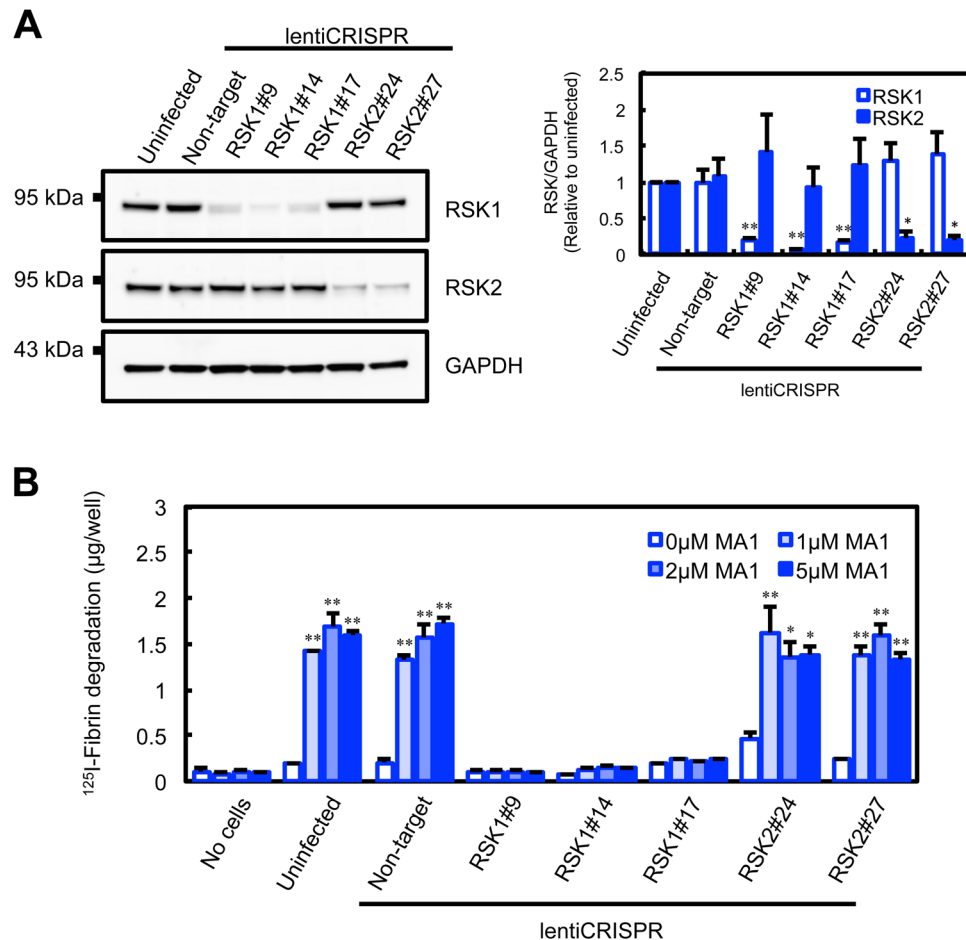 A
lentiCRISPR
Uninfected
Non-target
RSK1#9
RSK1#14
RSK1#17
RSK2#24
RSK2#27
95 kDa
RSK1
95 kDa
RSK2
43 kDa
GAPDH
RSK/GAPDH
(Relative to uninfected)
2.5
2
1.5
1
0.5
0
RSK1
RSK2
**
**
**
*
*
Uninfected
Non-target
RSK1#9
RSK1#14
RSK1#17
RSK2#24
RSK2#27
lentiCRISPR
B
¹²⁵I-Fibrin degradation (µg/well)
3
2.5
2
1.5
1
0.5
0
0µM MA1
1µM MA1
2µM MA1
5µM MA1
**
**
**
**
**
**
**
*
*
**
**
**
No cells
Uninfected
Non-target
RSK1#9
RSK1#14
RSK1#17
RSK2#24
RSK2#27
lentiCRISPR